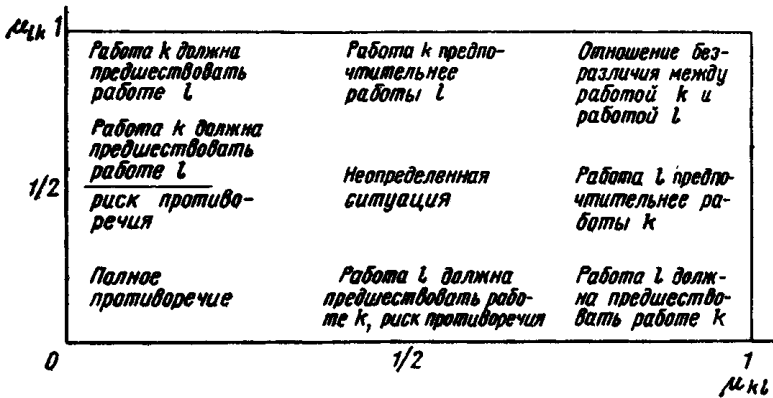 μlk 1
Работа k должна
предшествовать
работе l
Работа k предпо-
чтительнее
работы l
Отношение без-
различия между
работой k и
работой l
1/2
Работа k должна
предшествовать
работе l
риск противо-
речия
Неопределенная
ситуация
Работа l предпо-
чтительнее ра-
боты k
Полное
противоречие
Работа l должна
предшествовать рабо-
те k, риск противоречия
Работа l долж-
на предшество-
вать работе k
0
1/2
1
μkl